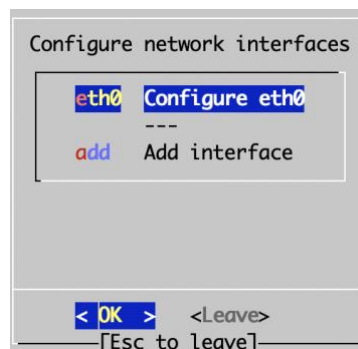 Configure network interfaces
eth0 Configure eth0
---
add Add interface
< OK > <Leave>
[Esc to leave]